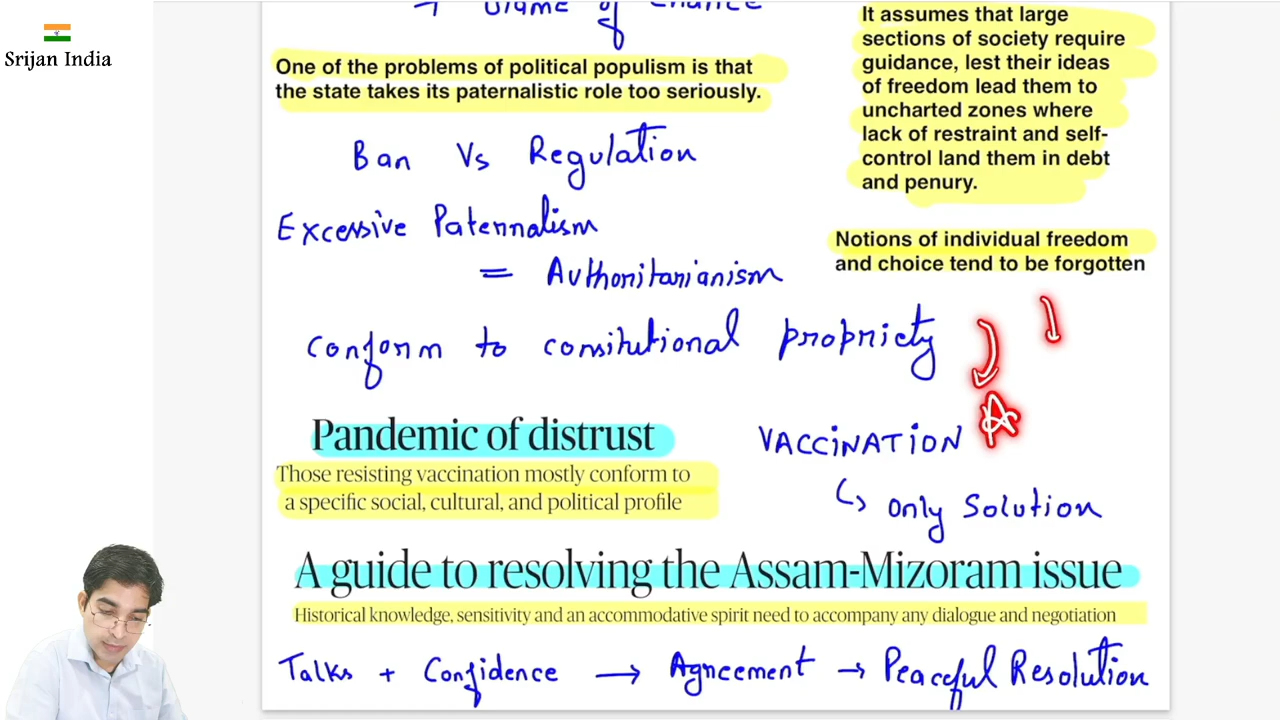 Srijan India
→ Game of Chance
One of the problems of political populism is that
the state takes its paternalistic role too seriously.
Ban Vs Regulation
Excessive Paternalism
= Authoritarianism
conform to consitutional propriety
It assumes that large
sections of society require
guidance, lest their ideas
of freedom lead them to
uncharted zones where
lack of restraint and self-
control land them in debt
and penury.
Notions of individual freedom
and choice tend to be forgotten
Pandemic of distrust
Those resisting vaccination mostly conform to
a specific social, cultural, and political profile
VACCINATION
↳ only Solution
A guide to resolving the Assam-Mizoram issue
Historical knowledge, sensitivity and an accommodative spirit need to accompany any dialogue and negotiation
Talks + Confidence → Agreement → Peaceful Resolution